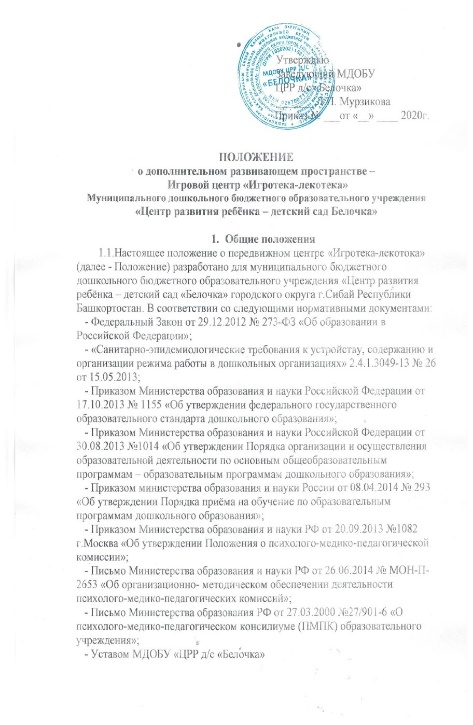 Утверждаю
Заведующий МДОБУ
ЦРР д/с «Белочка»
Л. Мурзикова
Приказ № ___ от «__» ____ 2020г.
МДОБУ ЦРР Д/С
«БЕЛОЧКА»
ПОЛОЖЕНИЕ
о дополнительном развивающем пространстве –
Игровой центр «Игротека-лекотека»
Муниципального дошкольного бюджетного образовательного учреждения
«Центр развития ребёнка – детский сад Белочка»
1. Общие положения
1.1.Настоящее положение о передвижном центре «Игротека-лекотока»
(далее - Положение) разработано для муниципального бюджетного
дошкольного бюджетного образовательного учреждения «Центр развития
ребёнка – детский сад «Белочка» городского округа г.Сибай Республики
Башкортостан. В соответствии со следующими нормативными документами:
- Федеральный Закон от 29.12.2012 № 273-ФЗ «Об образовании в
Российской Федерации»;
- «Санитарно-эпидемиологические требования к устройству, содержанию и
организации режима работы в дошкольных организациях» 2.4.1.3049-13 № 26
от 15.05.2013;
- Приказом Министерства образования и науки Российской Федерации от
17.10.2013 № 1155 «Об утверждении федерального государственного
образовательного стандарта дошкольного образования»;
- Приказом Министерства образования и науки Российской Федерации от
30.08.2013 №1014 «Об утверждении Порядка организации и осуществления
образовательной деятельности по основным общеобразовательным
программам – образовательным программам дошкольного образования»;
- Приказом министерства образования и науки России от 08.04.2014 № 293
«Об утверждении Порядка приёма на обучение по образовательным
программам дошкольного образования»;
- Приказом Министерства образования и науки РФ от 20.09.2013 №1082
г.Москва «Об утверждении Положения о психолого-медико-педагогической
комиссии»;
- Письмо Министерства образования и науки РФ от 26.06.2014 № МОН-П-
2653 «Об организационно- методическом обеспечении деятельности
психолого-медико-педагогических комиссий»;
- Письмо Министерства образования РФ от 27.03.2000 №27/901-6 «О
психолого-медико-педагогическом консилиуме (ПМПК) образовательного
учреждения»;
- Уставом МДОБУ «ЦРР д/с «Белочка»